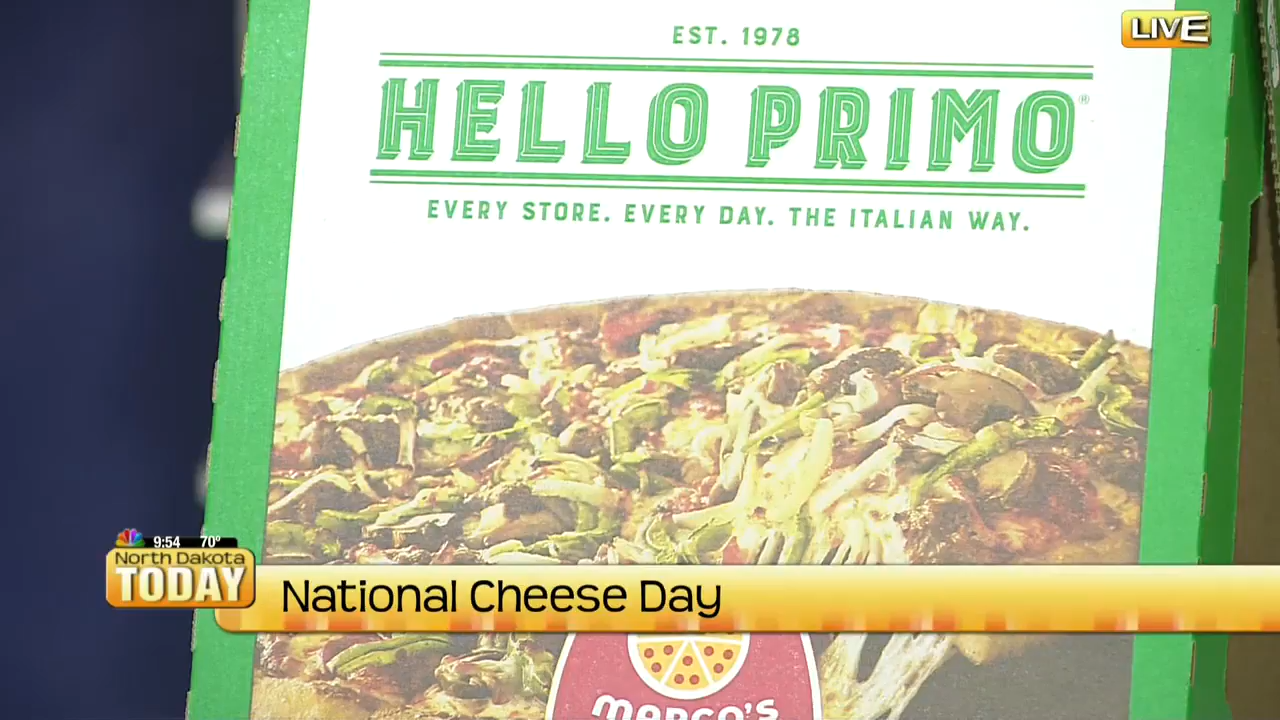 EST. 1978
LIVE
HELLO PRIMO®
EVERY STORE. EVERY DAY. THE ITALIAN WAY.
9:54 70°
North Dakota
TODAY
National Cheese Day
MARCO'S